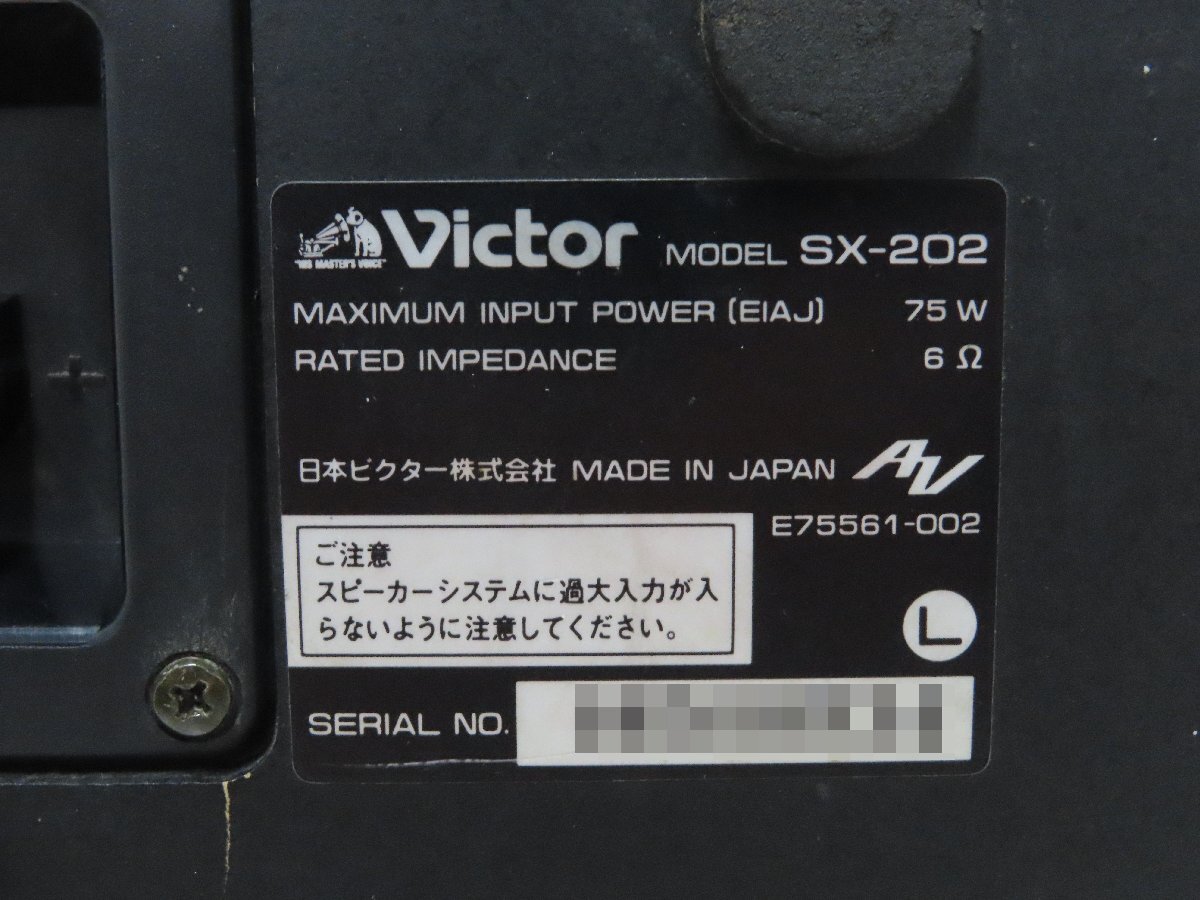 Victor MODEL SX-202
"HIS MASTER'S VOICE"
MAXIMUM INPUT POWER (EIAJ) 75 W
RATED IMPEDANCE 6 Ω
日本ビクター株式会社 MADE IN JAPAN AV
E75561-002
ご注意
スピーカーシステムに過大入力が入
らないように注意してください。
L
SERIAL NO.
+